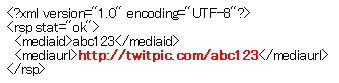 <?xml version="1.0" encoding="UTF-8"?>
<rsp stat="ok">
<mediaid>abc123</mediaid>
<mediaurl>http://twitpic.com/abc123</mediaurl>
</rsp>